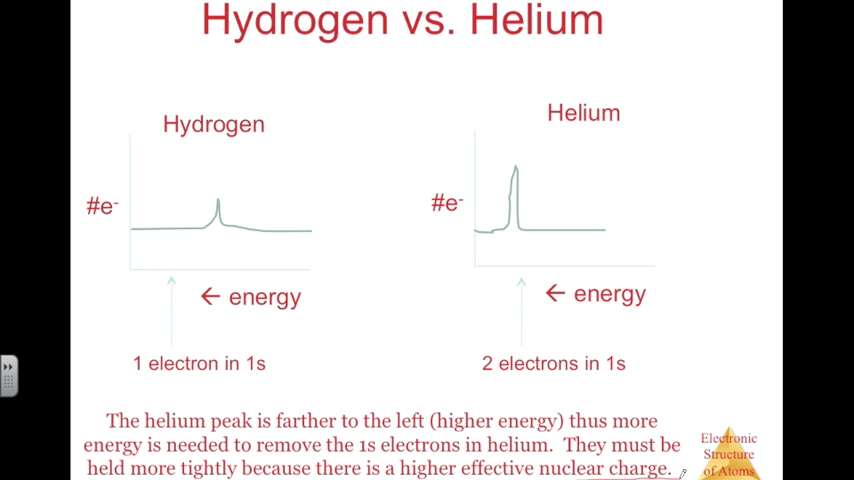 Hydrogen vs. Helium
Hydrogen
Helium
#e-
#e-
← energy
← energy
1 electron in 1s
2 electrons in 1s
The helium peak is farther to the left (higher energy) thus more
energy is needed to remove the 1s electrons in helium. They must be
held more tightly because there is a higher effective nuclear charge.
Electronic
Structure
of Atoms